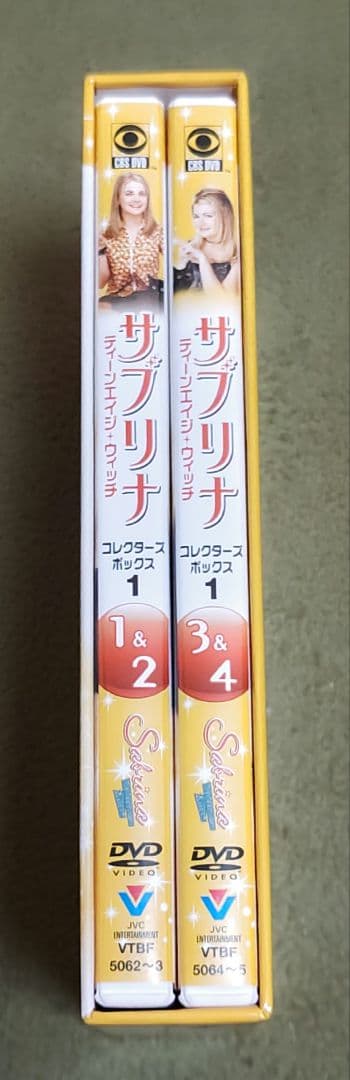 CBS DVD
サブリナ
ティーンエイジ・ウィッチ
コレクターズ
ボックス
1
1&
2
Sabrina
DVD
VIDEO
JVC
ENTERTAINMENT
VTBF
5062〜3
CBS DVD
サブリナ
ティーンエイジ・ウィッチ
コレクターズ
ボックス
1
3&
4
Sabrina
DVD
VIDEO
JVC
ENTERTAINMENT
VTBF
5064〜5